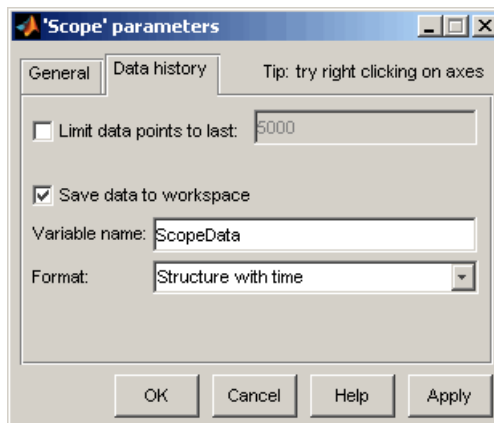 'Scope' parameters
General Data history Tip: try right clicking on axes
Limit data points to last: 5000
Save data to workspace
Variable name: ScopeData
Format: Structure with time
OK Cancel Help Apply